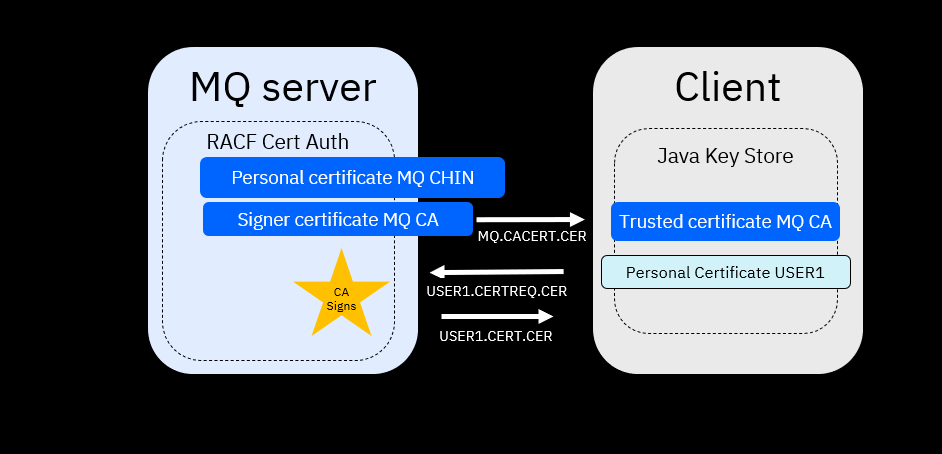 MQ server
RACF Cert Auth
Personal certificate MQ CHIN
Signer certificate MQ CA
CA
Signs
MQ.CACERT.CER
USER1.CERTREQ.CER
USER1.CERT.CER
Client
Java Key Store
Trusted certificate MQ CA
Personal Certificate USER1